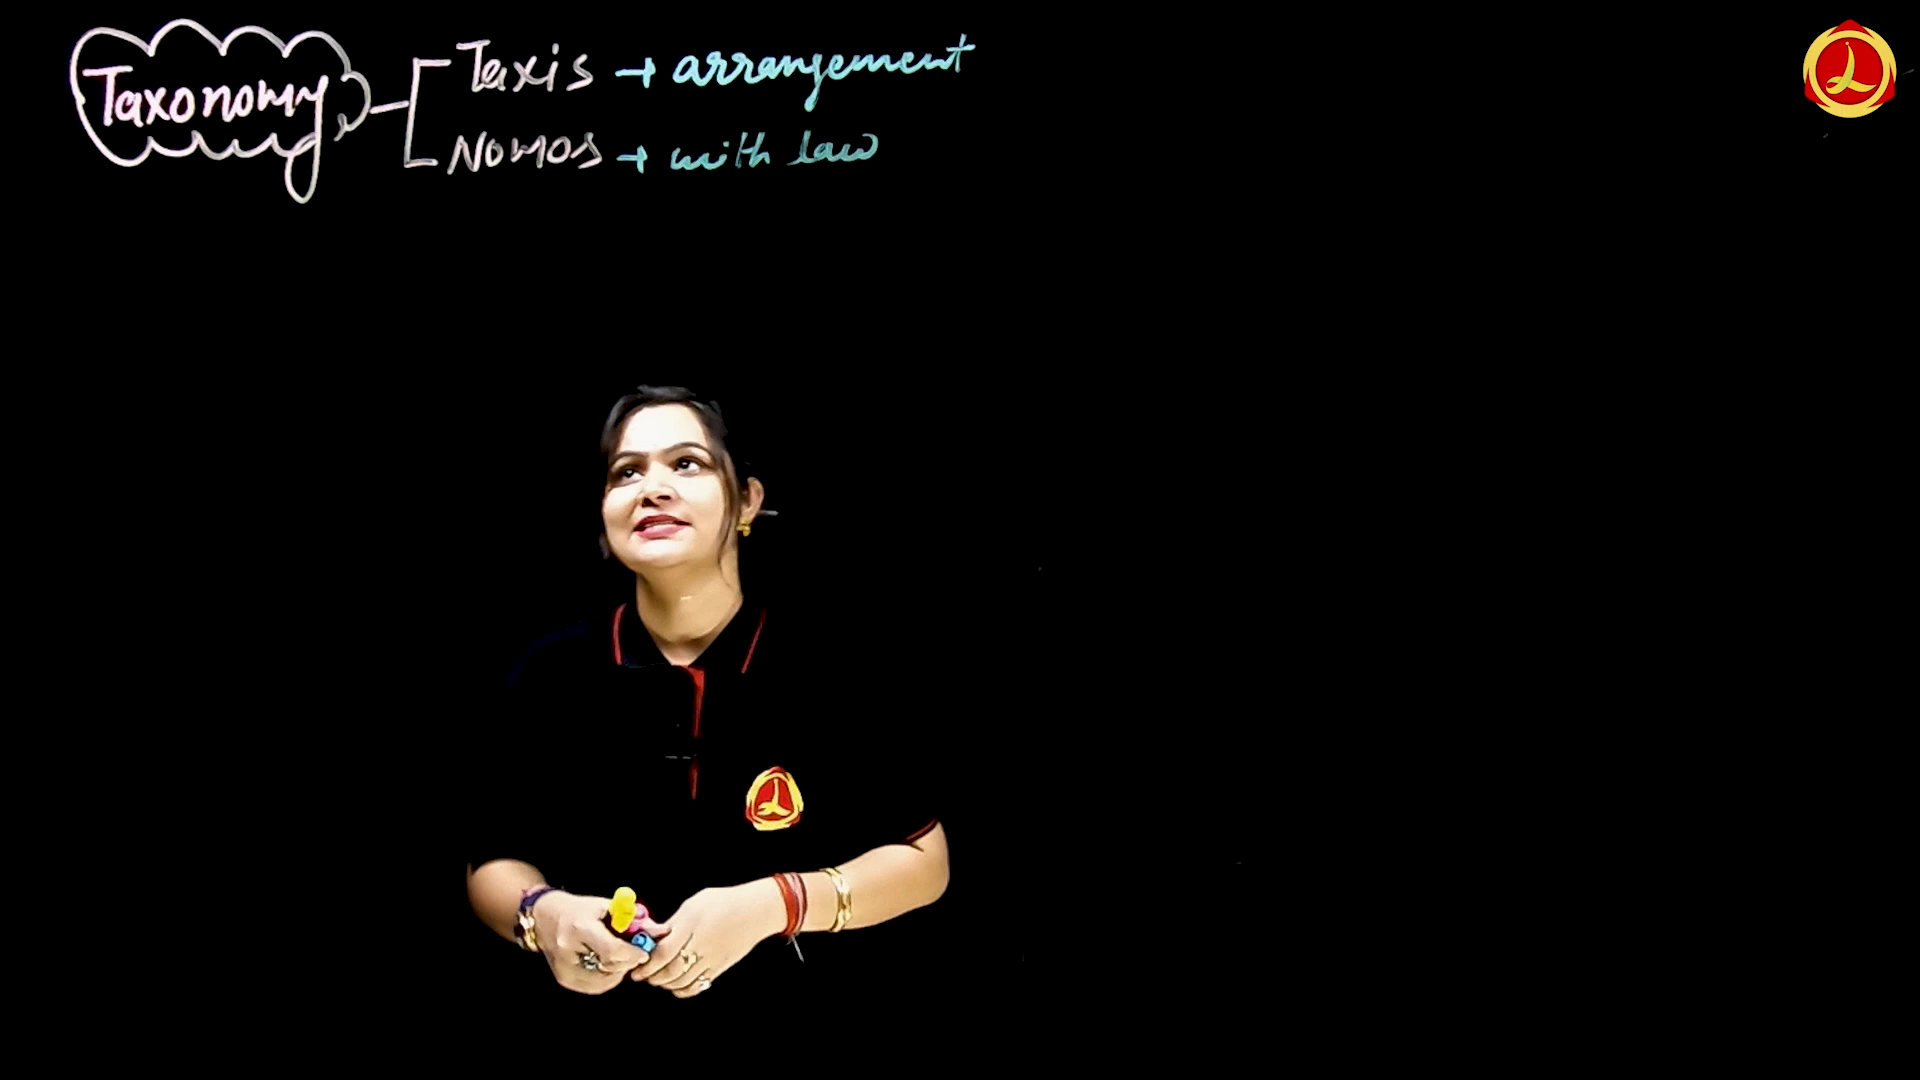 Taxonomy
Taxis → arrangement
Nomos → with law